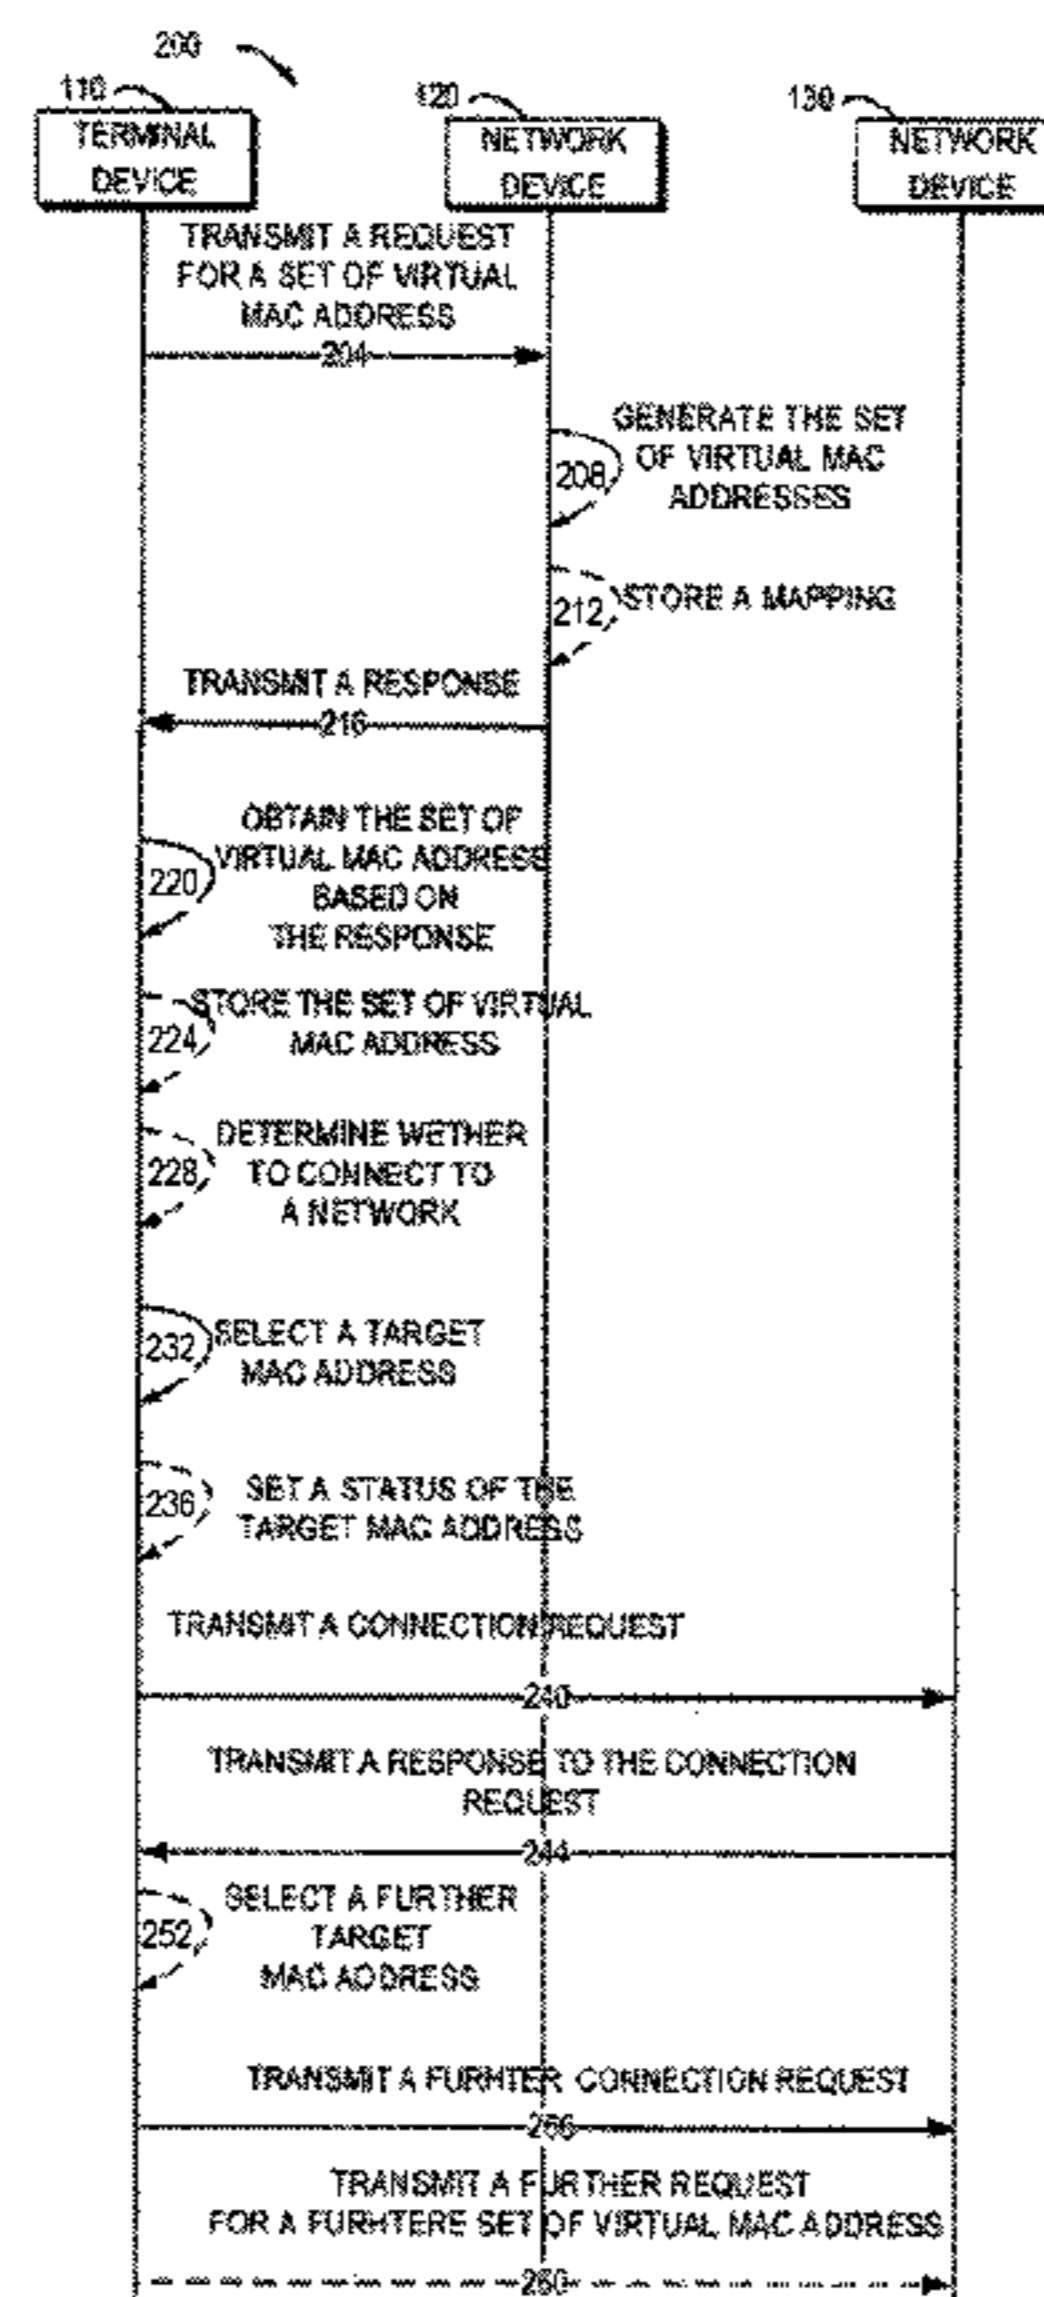 200
110
120
130
TERMINAL
DEVICE
NETWORK
DEVICE
NETWORK
DEVICE
TRANSMIT A REQUEST
FOR A SET OF VIRTUAL
MAC ADDRESS
204
GENERATE THE SET
OF VIRTUAL MAC
ADDRESSES
208
STORE A MAPPING
212
TRANSMIT A RESPONSE
216
OBTAIN THE SET OF
VIRTUAL MAC ADDRESS
BASED ON
THE RESPONSE
220
STORE THE SET OF VIRTUAL
MAC ADDRESS
224
DETERMINE WETHER
TO CONNECT TO
A NETWORK
228
SELECT A TARGET
MAC ADDRESS
232
SET A STATUS OF THE
TARGET MAC ADDRESS
236
TRANSMIT A CONNECTION REQUEST
240
TRANSMIT A RESPONSE TO THE CONNECTION
REQUEST
244
SELECT A FURTHER
TARGET
MAC ADDRESS
252
TRANSMIT A FURHTER CONNECTION REQUEST
TRANSMIT A FURTHER REQUEST
FOR A FURHTERE SET OF VIRTUAL MAC ADDRESS
260